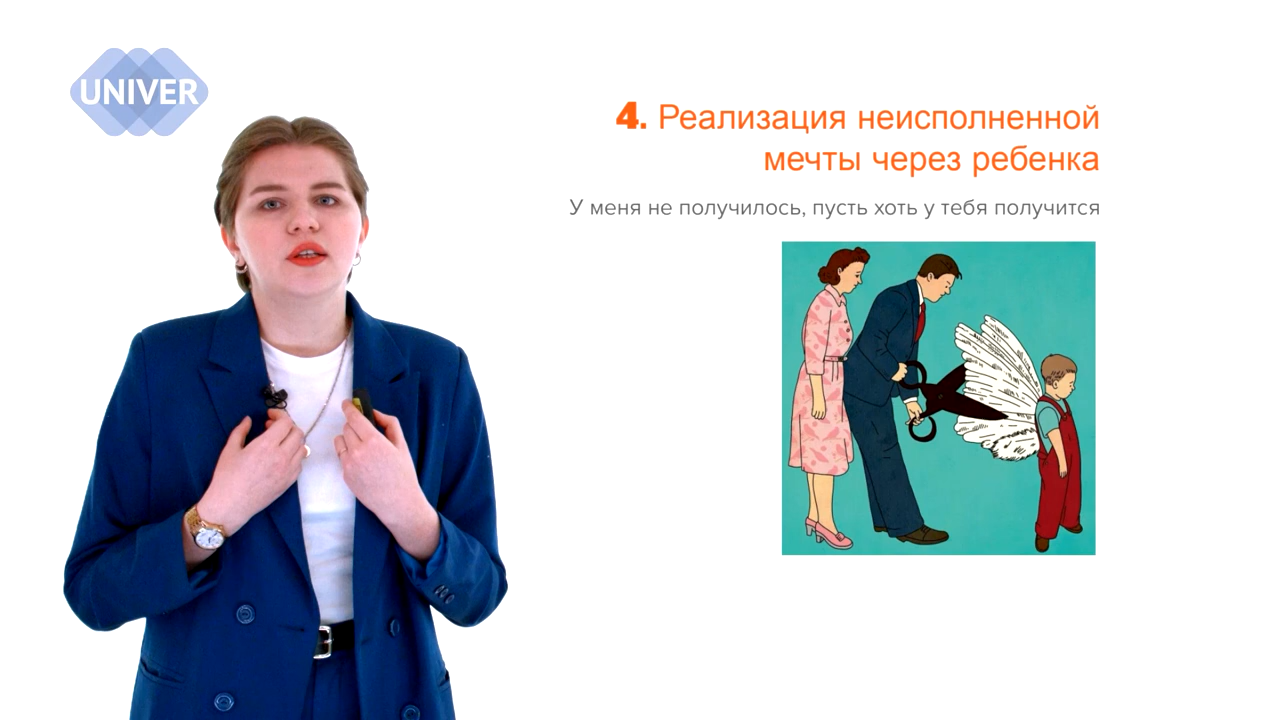 UNIVER
4. Реализация неисполненной
мечты через ребенка
У меня не получилось, пусть хоть у тебя получится